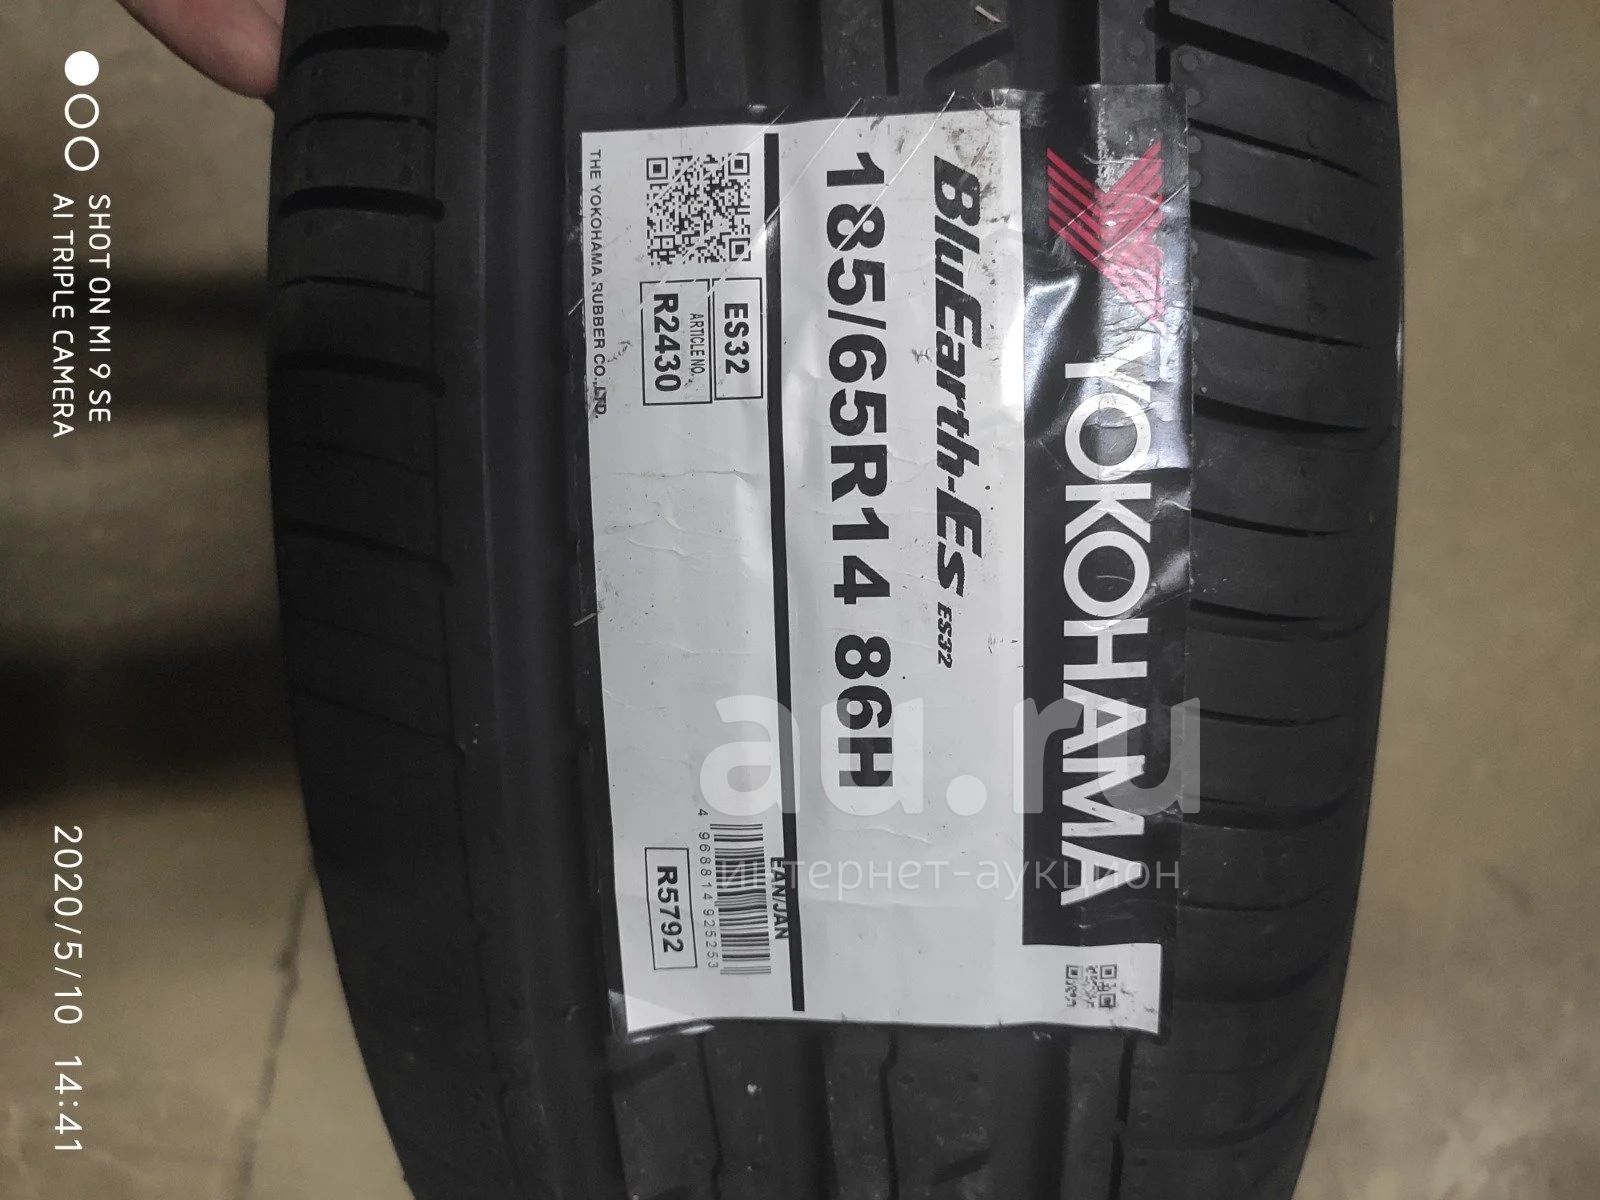 YOKOHAMA
BluEarth-Es ES32
185/65R14 86H
ES32
ARTICLE NO.
R2430
THE YOKOHAMA RUBBER CO.,LTD.
EAN/JAN
4 968814 925253
R5792
au.ru
интернет-аукцион
SHOT ON MI 9 SE
AI TRIPLE CAMERA
2020/5/10 14:41